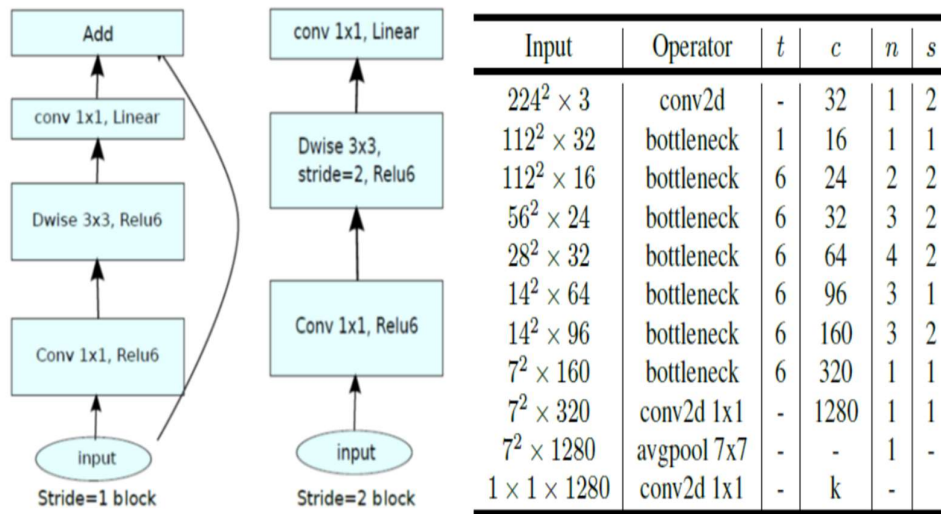 Add
conv 1x1, Linear
Dwise 3x3, Relu6
Conv 1x1, Relu6
input
Stride=1 block
conv 1x1, Linear
Dwise 3x3,
stride=2, Relu6
Conv 1x1, Relu6
input
Stride=2 block
Input Operator t c n s
224² × 3 conv2d - 32 1 2
112² × 32 bottleneck 1 16 1 1
112² × 16 bottleneck 6 24 2 2
56² × 24 bottleneck 6 32 3 2
28² × 32 bottleneck 6 64 4 2
14² × 64 bottleneck 6 96 3 1
14² × 96 bottleneck 6 160 3 2
7² × 160 bottleneck 6 320 1 1
7² × 320 conv2d 1x1 - 1280 1 1
7² × 1280 avgpool 7x7 - - 1 -
1 × 1 × 1280 conv2d 1x1 - k -